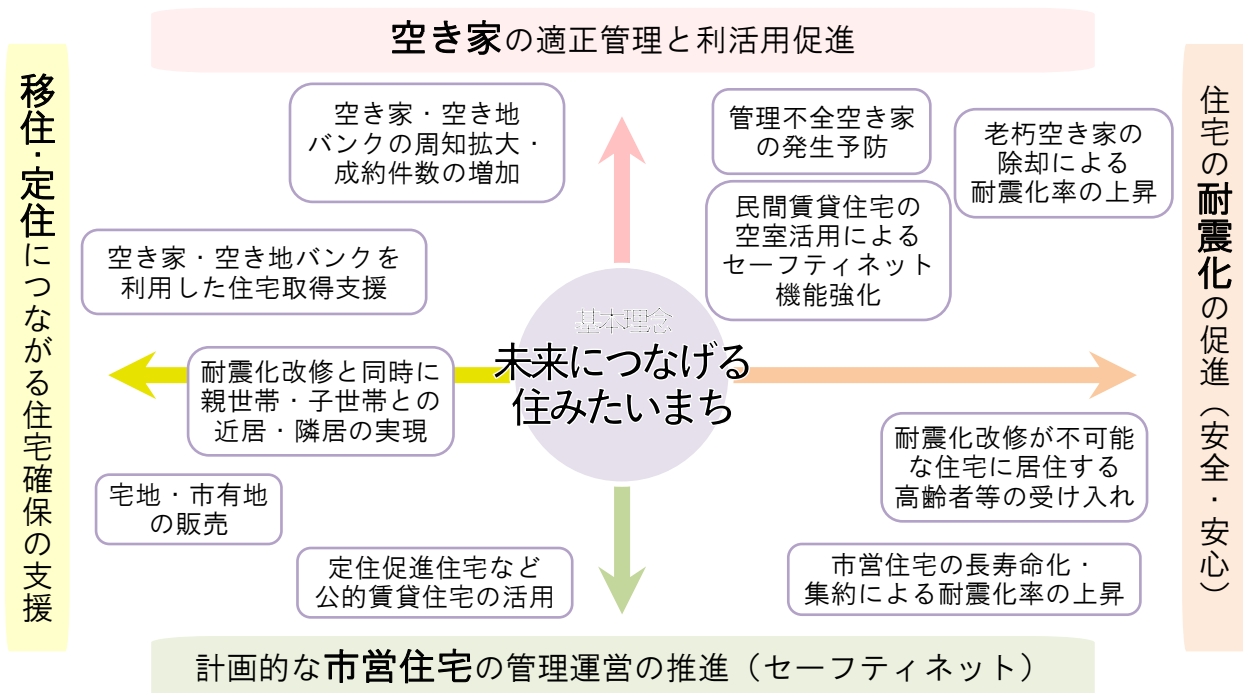 空き家の適正管理と利活用促進
移住・定住につながる住宅確保の支援
住宅の耐震化の促進（安全・安心）
空き家・空き地
バンクの周知拡大・
成約件数の増加
管理不全空き家
の発生予防
老朽空き家の
除却による
耐震化率の上昇
民間賃貸住宅の
空室活用による
セーフティネット
機能強化
空き家・空き地バンクを
利用した住宅取得支援
基本理念
未来につなげる
住みたいまち
耐震化改修と同時に
親世帯・子世帯との
近居・隣居の実現
耐震化改修が不可能
な住宅に居住する
高齢者等の受け入れ
宅地・市有地
の販売
定住促進住宅など
公的賃貸住宅の活用
市営住宅の長寿命化・
集約による耐震化率の上昇
計画的な市営住宅の管理運営の推進（セーフティネット）